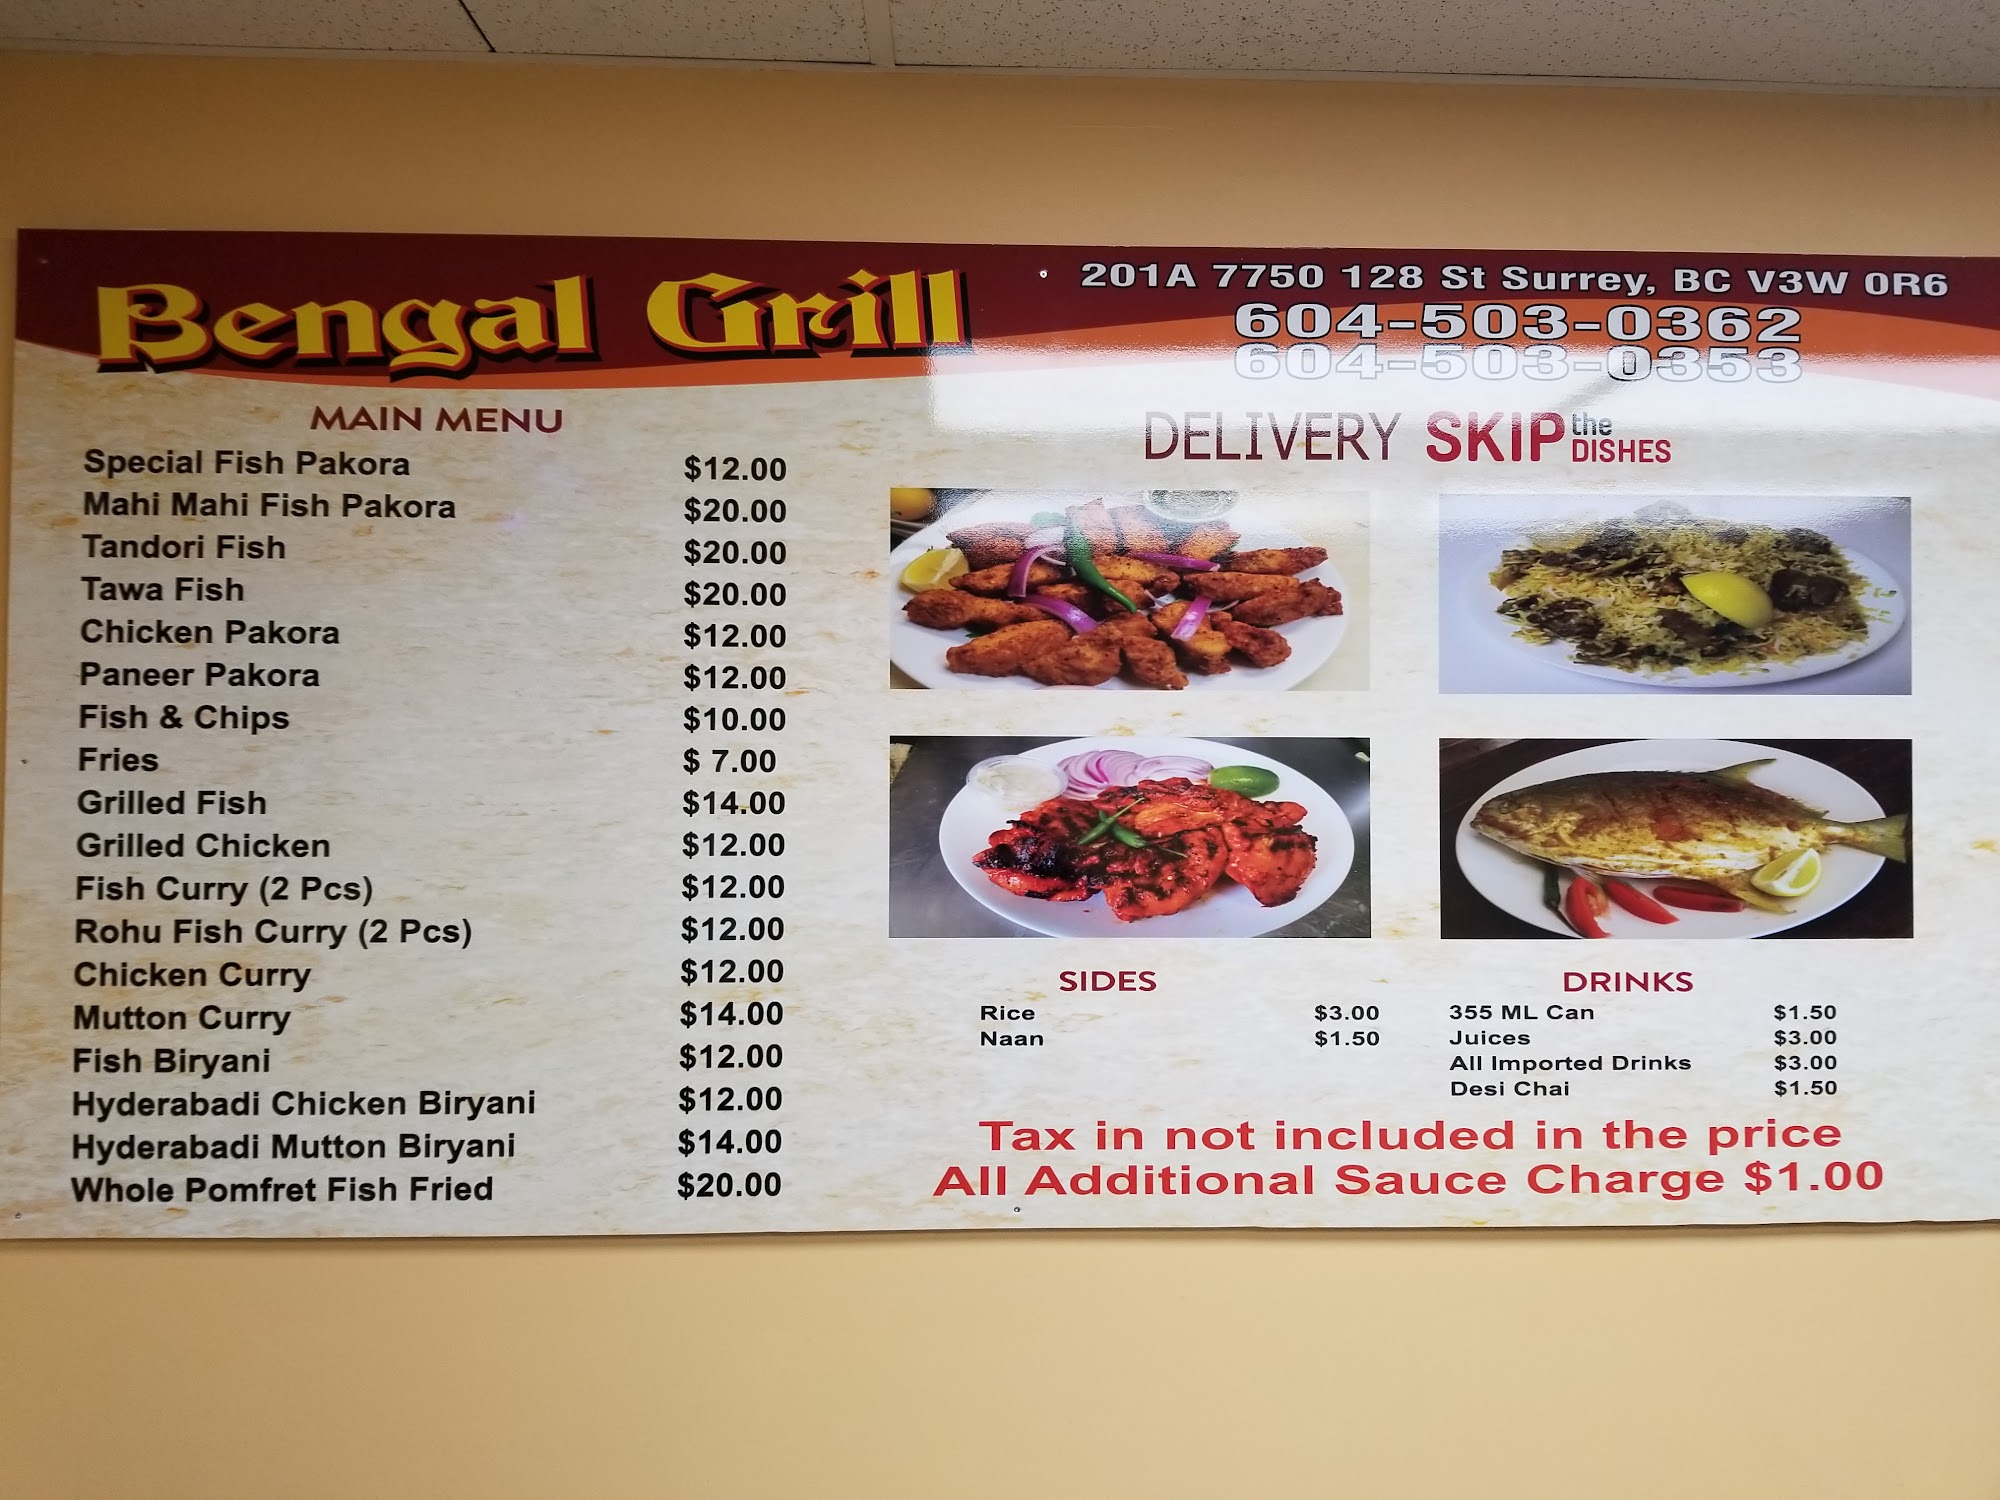 Bengal Grill
201A 7750 128 St Surrey, BC V3W 0R6
604-503-0362
604-503-0353
DELIVERY SKIP the DISHES
MAIN MENU
Special Fish Pakora $12.00
Mahi Mahi Fish Pakora $20.00
Tandori Fish $20.00
Tawa Fish $20.00
Chicken Pakora $12.00
Paneer Pakora $12.00
Fish & Chips $10.00
Fries $ 7.00
Grilled Fish $14.00
Grilled Chicken $12.00
Fish Curry (2 Pcs) $12.00
Rohu Fish Curry (2 Pcs) $12.00
Chicken Curry $12.00
Mutton Curry $14.00
Fish Biryani $12.00
Hyderabadi Chicken Biryani $12.00
Hyderabadi Mutton Biryani $14.00
Whole Pomfret Fish Fried $20.00
SIDES
Rice $3.00
Naan $1.50
DRINKS
355 ML Can $1.50
Juices $3.00
All Imported Drinks $3.00
Desi Chai $1.50
Tax in not included in the price
All Additional Sauce Charge $1.00